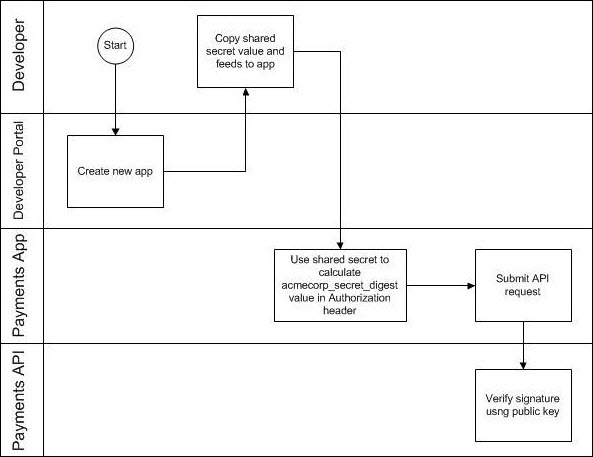 Developer
Start
Copy shared
secret value and
feeds to app
Developer Portal
Create new app
Payments App
Use shared secret to
calculate
acmecorp_secret_digest
value in Authorization
header
Submit API
request
Payments API
Verify signature
usng public key